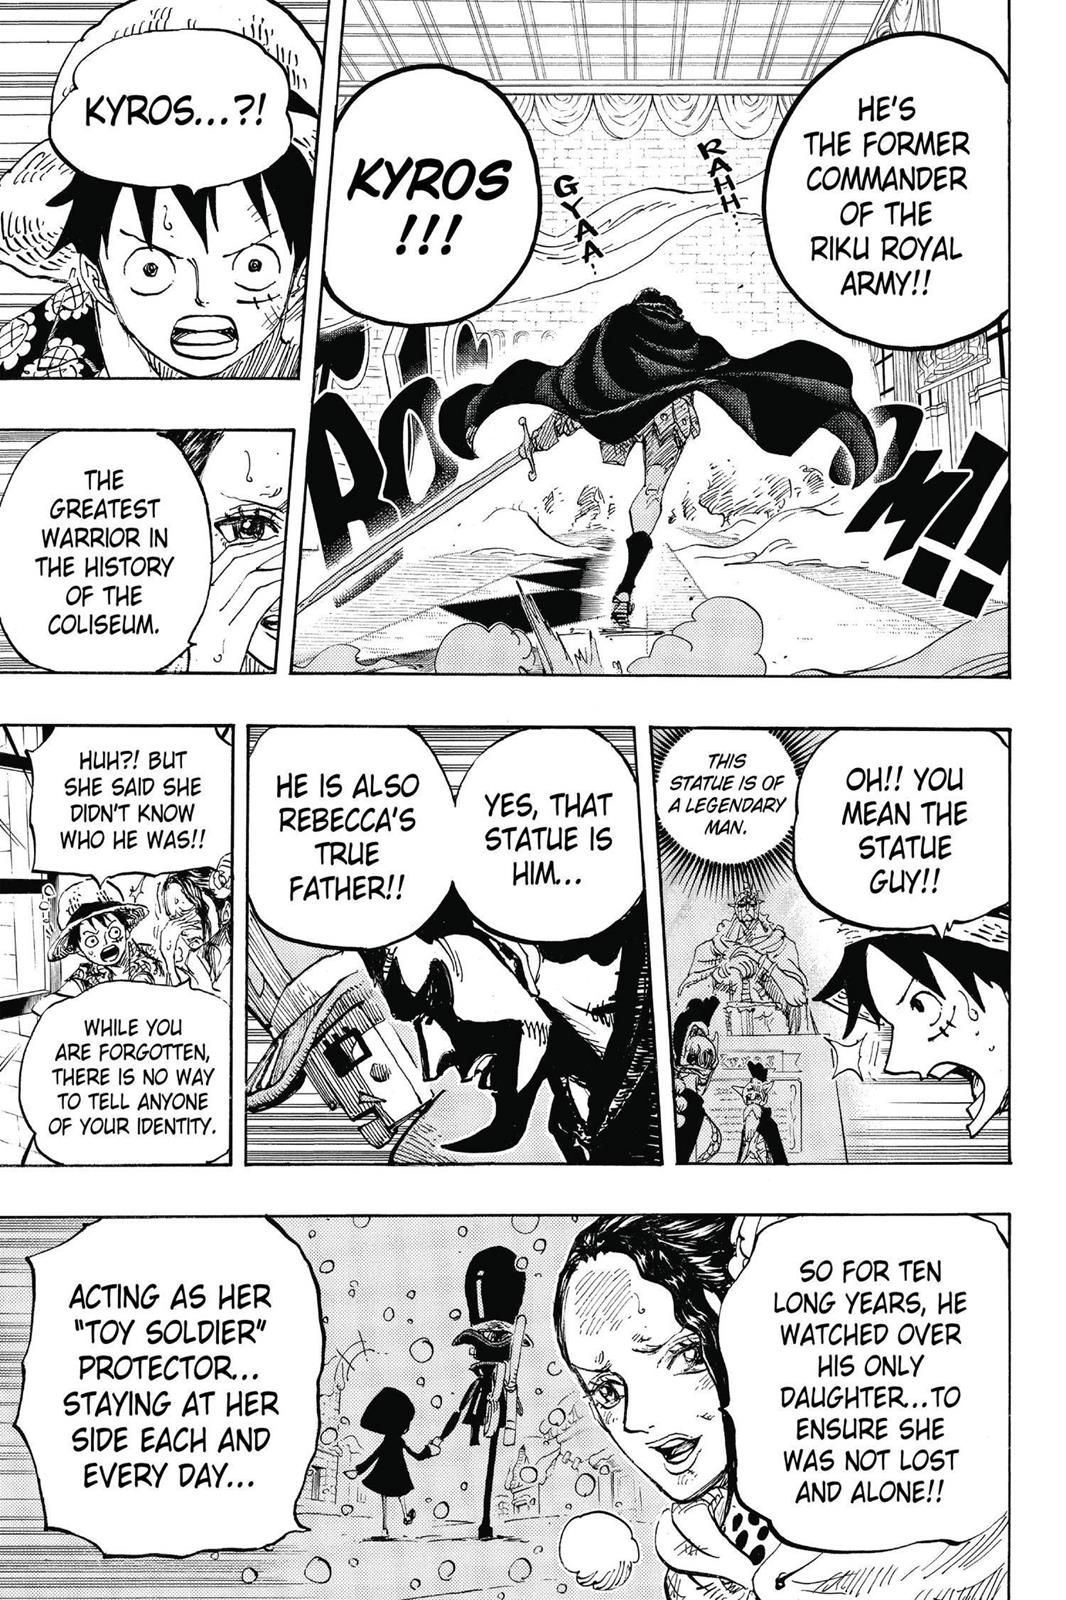 HE'S
THE FORMER
COMMANDER
OF THE
RIKU ROYAL
ARMY!!
RAHH!
GYAA!
KYROS
!!!
KYROS...?!
THE
GREATEST
WARRIOR IN
THE HISTORY
OF THE
COLISEUM.
OH!! YOU
MEAN THE
STATUE
GUY!!
THIS
STATUE IS OF
A LEGENDARY
MAN.
YES, THAT
STATUE IS
HIM...
HE IS ALSO
REBECCA'S
TRUE
FATHER!!
HUH?! BUT
SHE SAID SHE
DIDN'T KNOW
WHO HE WAS!!
WHILE YOU
ARE FORGOTTEN,
THERE IS NO WAY
TO TELL ANYONE
OF YOUR IDENTITY.
SO FOR TEN
LONG YEARS, HE
WATCHED OVER
HIS ONLY
DAUGHTER...TO
ENSURE SHE
WAS NOT LOST
AND ALONE!!
ACTING AS HER
"TOY SOLDIER"
PROTECTOR...
STAYING AT HER
SIDE EACH AND
EVERY DAY...